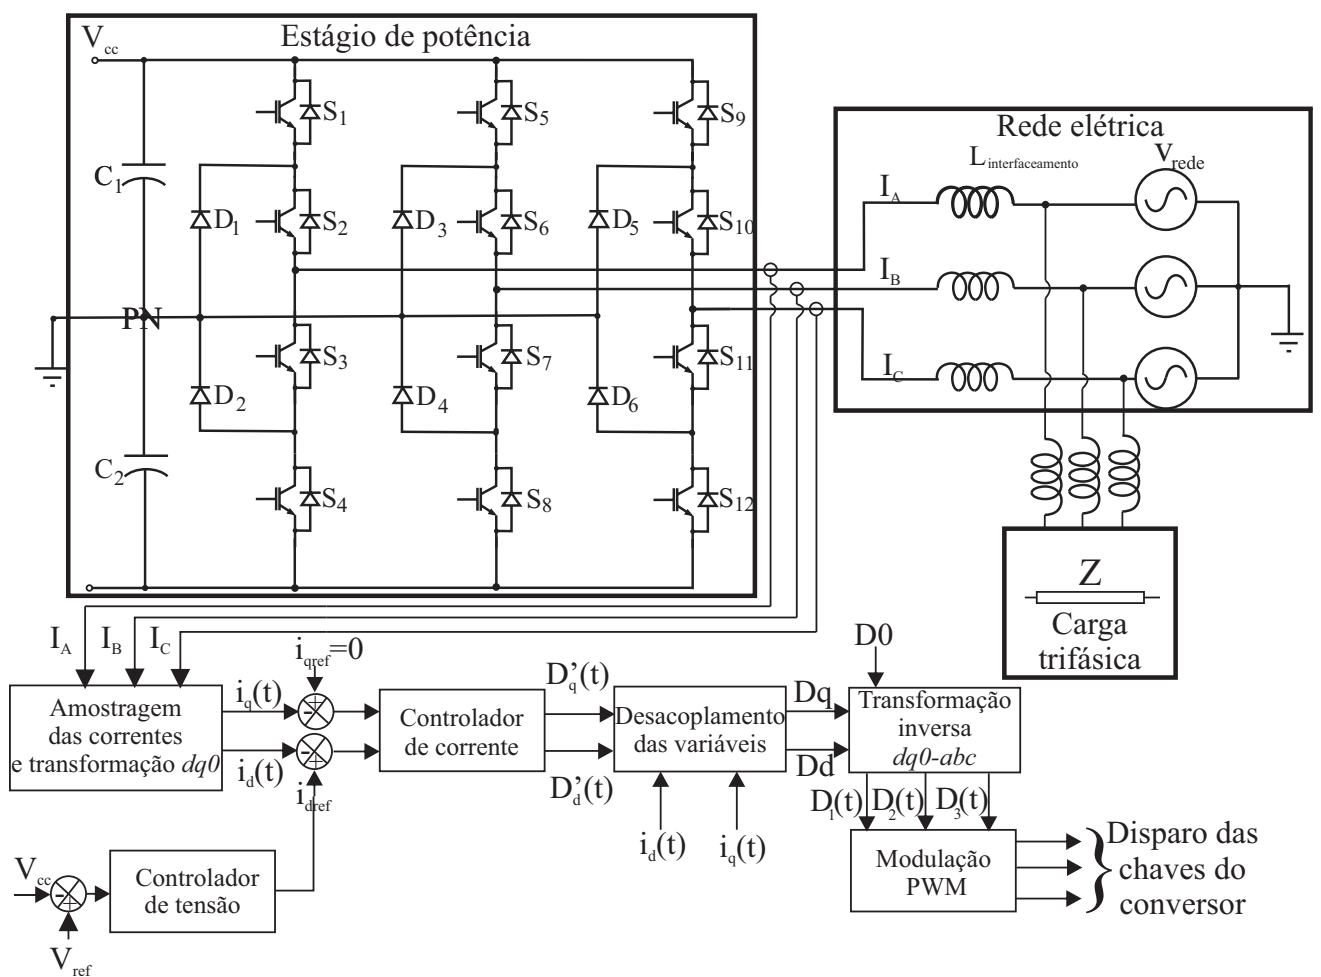 Estágio de potência
Vcc
S1
S5
S9
C1
D1
S2
D3
S6
D5
S10
PN
S3
S7
S11
D2
D4
D6
C2
S4
S8
S12
Rede elétrica
Linterfaceamento
Vrede
IA
IB
IC
Z
Carga
trifásica
IA
IB
IC
iqref=0
Amostragem
das correntes
e transformação dq0
iq(t)
id(t)
idref
Controlador
de corrente
D'q(t)
D'd(t)
Desacoplamento
das variáveis
id(t)
iq(t)
Dq
Dd
D0
Transformação
inversa
dq0-abc
D1(t)
D2(t)
D3(t)
Modulação
PWM
Disparo das
chaves do
conversor
Vcc
Vref
Controlador
de tensão